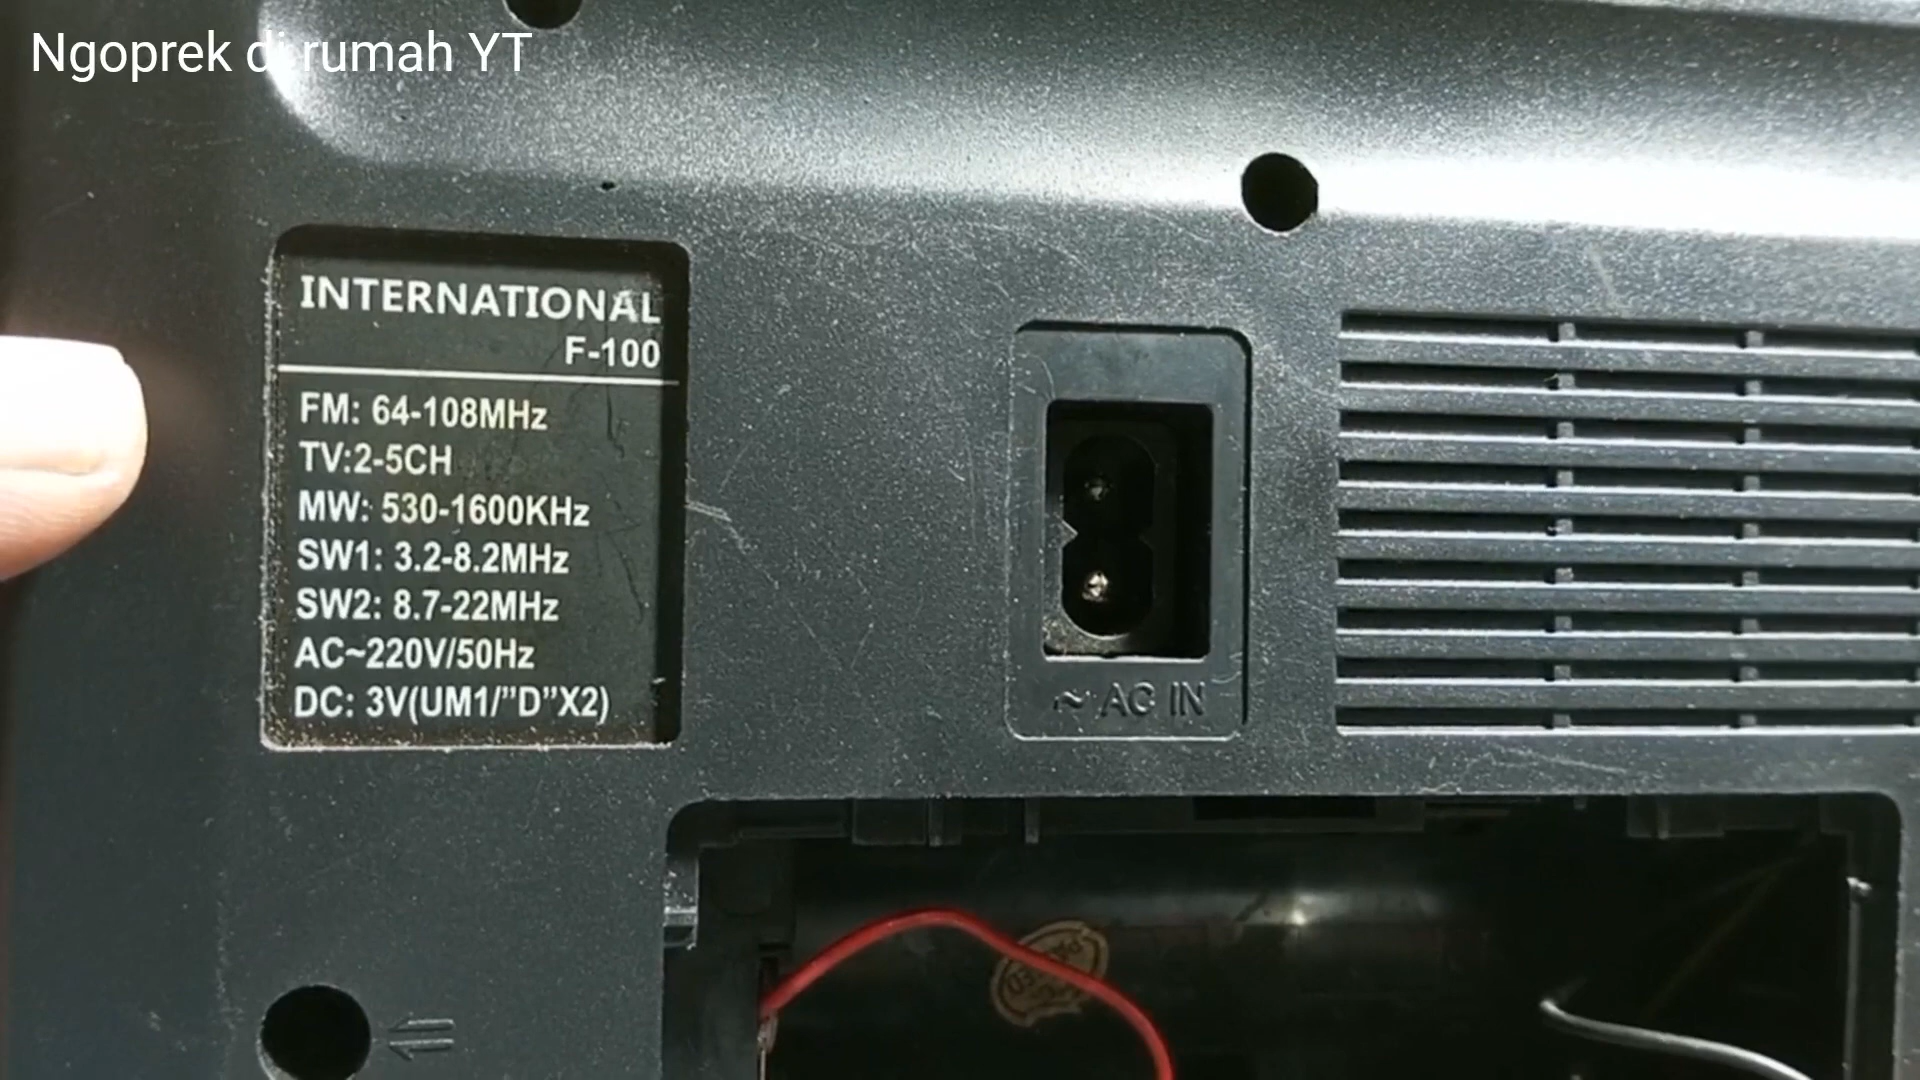 Ngoprek di rumah YT
INTERNATIONAL
F-100
FM: 64-108MHz
TV:2-5CH
MW: 530-1600KHz
SW1: 3.2-8.2MHz
SW2: 8.7-22MHz
AC~220V/50Hz
DC: 3V(UM1/”D”X2)
~ AC IN